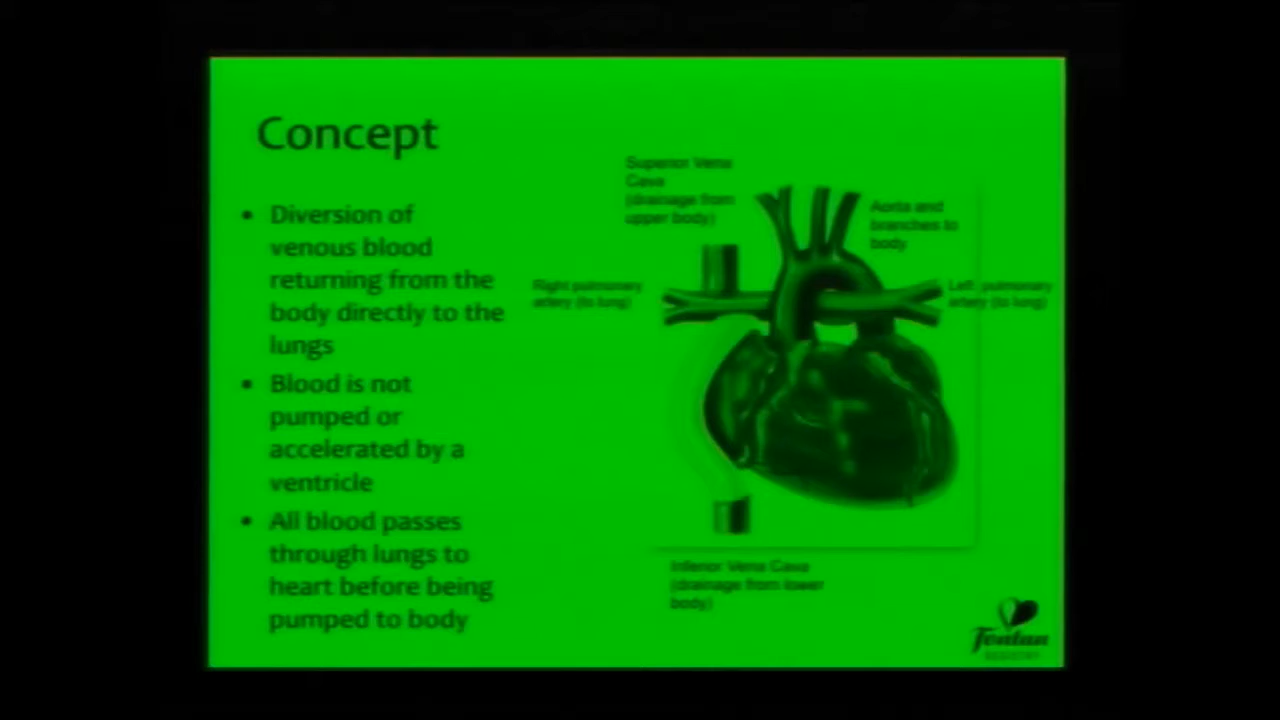 Concept
• Diversion of
venous blood
returning from the
body directly to the
lungs
• Blood is not
pumped or
accelerated by a
ventricle
• All blood passes
through lungs to
heart before being
pumped to body
Superior Vena
Cava
(drainage from
upper body)
Aorta and
branches to
body
Right pulmonary
artery (to lung)
Left pulmonary
artery (to lung)
Inferior Vena Cava
(drainage from lower
body)
Fontan
REGISTRY